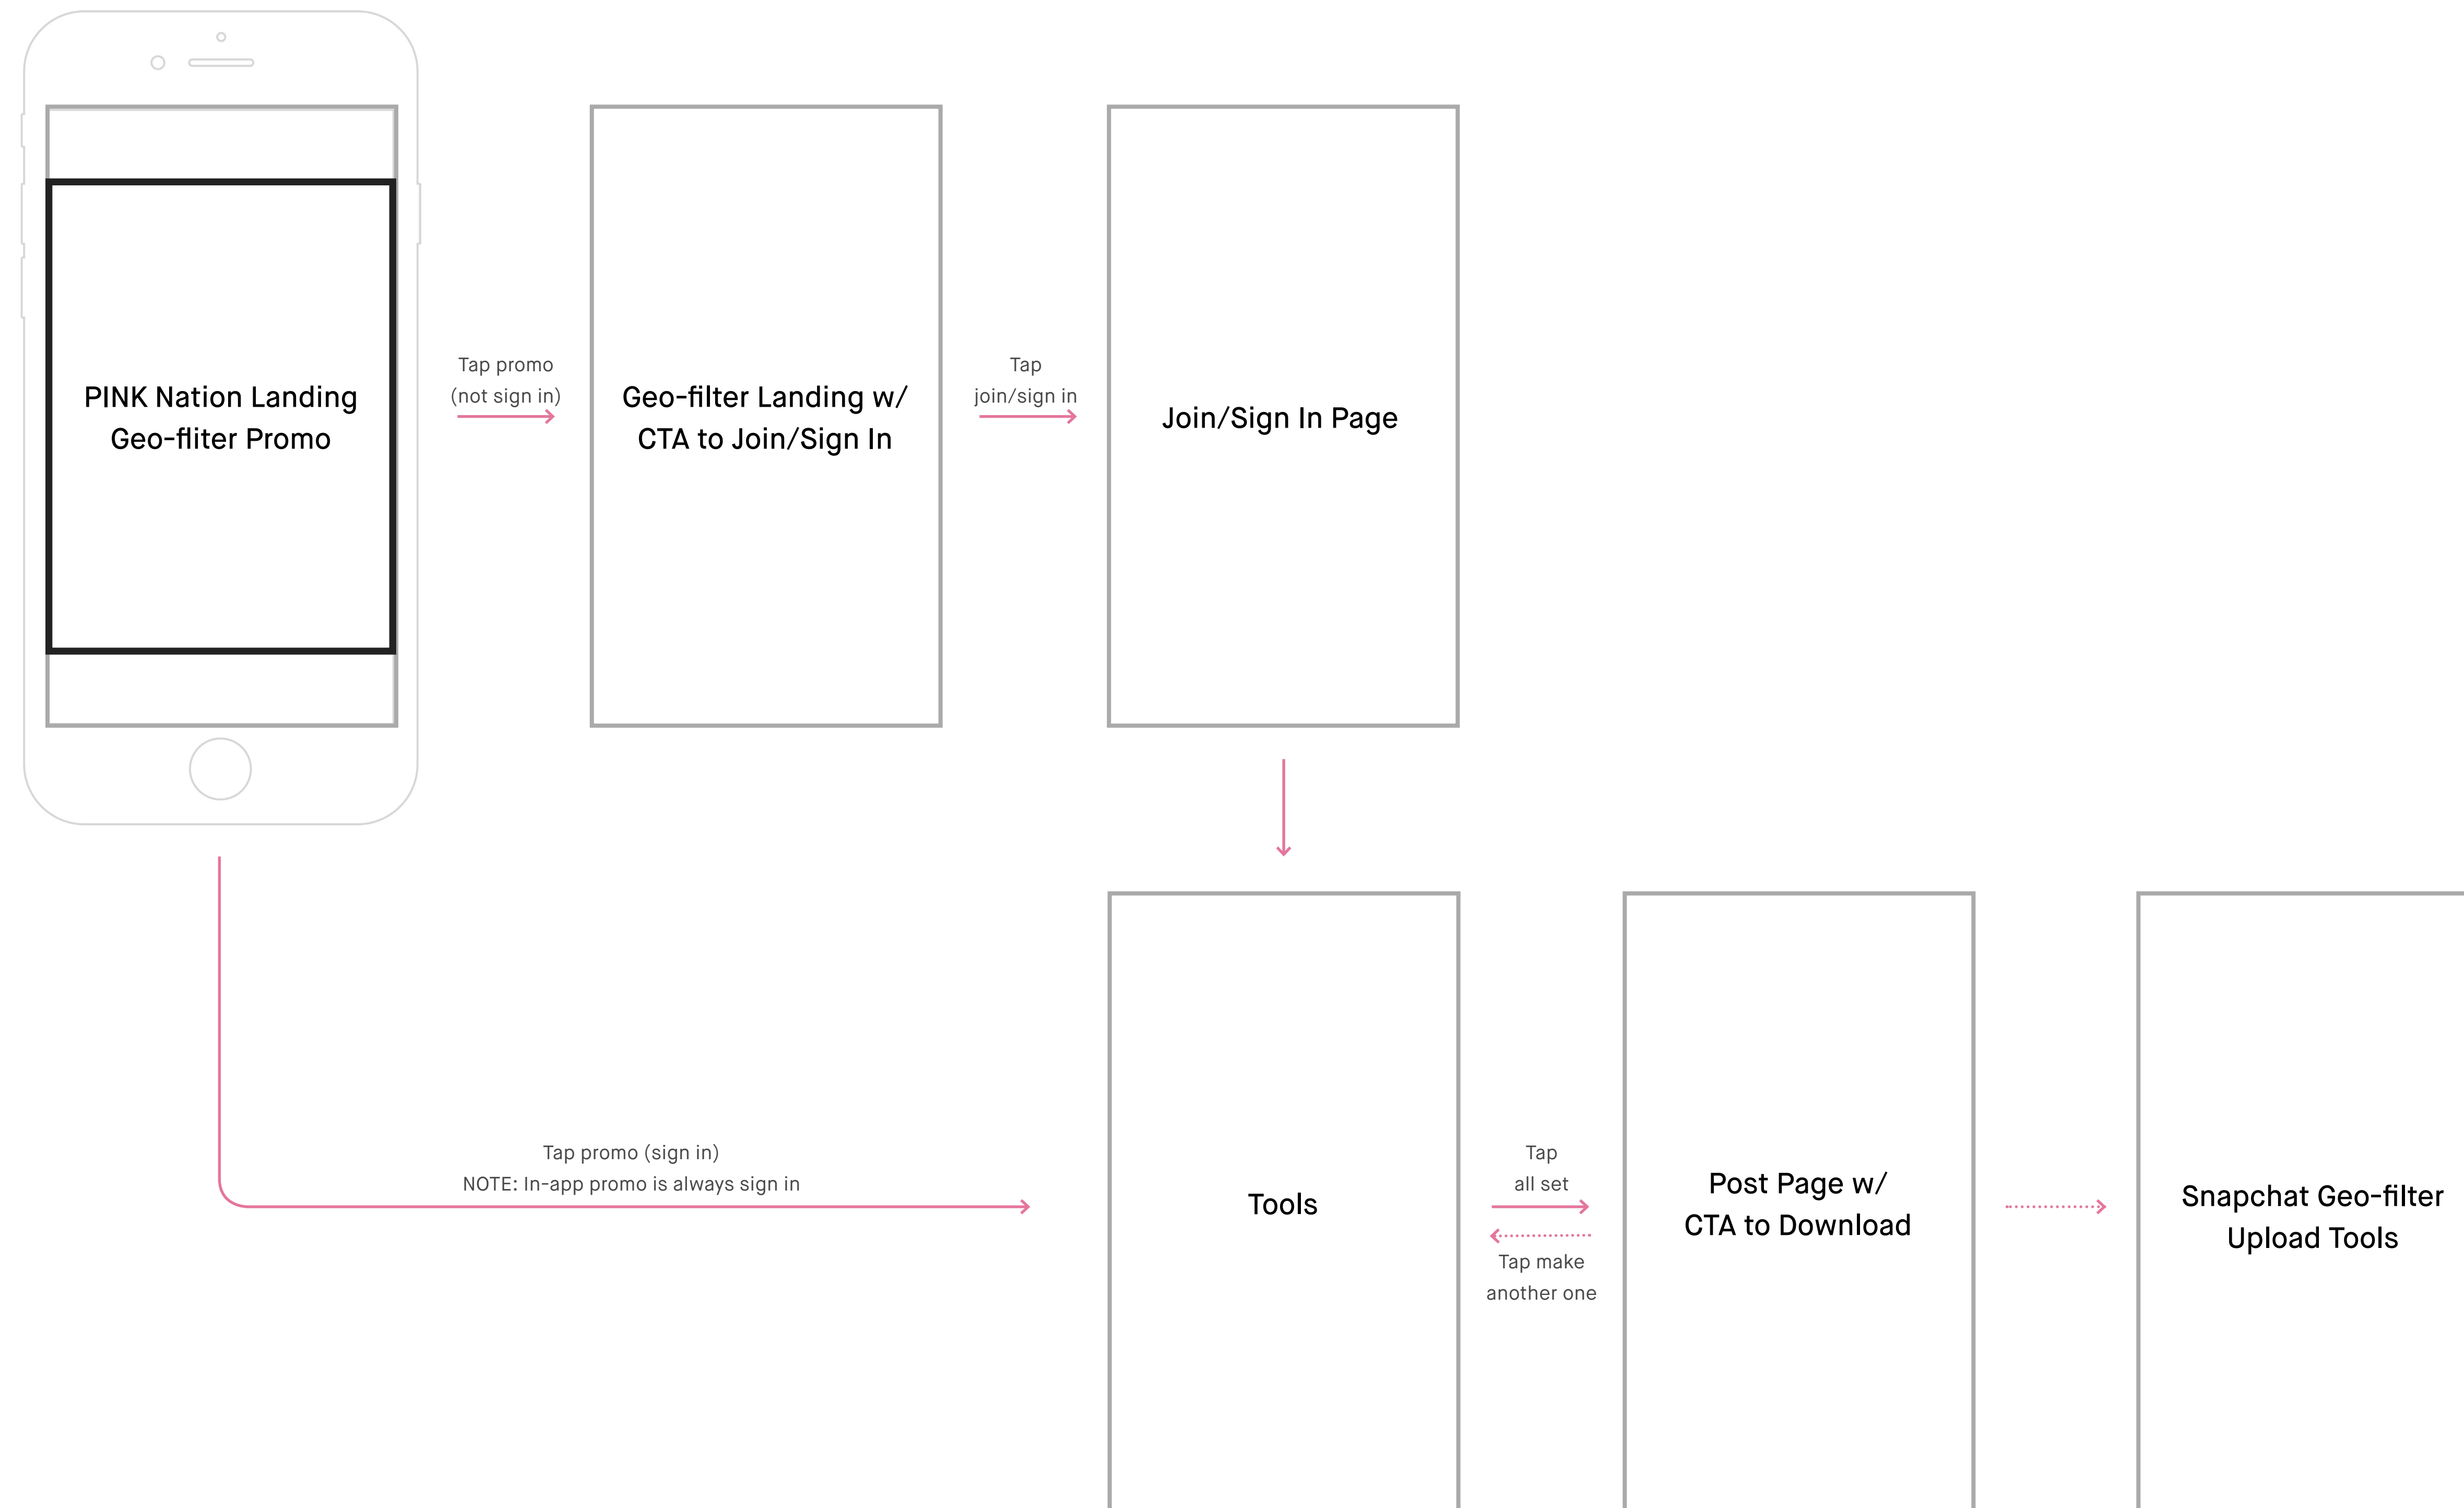 PINK Nation Landing
Geo-fliter Promo
Tap promo
(not sign in)
Geo-filter Landing w/
CTA to Join/Sign In
Tap
join/sign in
Join/Sign In Page
Tap promo (sign in)
NOTE: In-app promo is always sign in
Tools
Tap
all set
Tap make
another one
Post Page w/
CTA to Download
Snapchat Geo-filter
Upload Tools